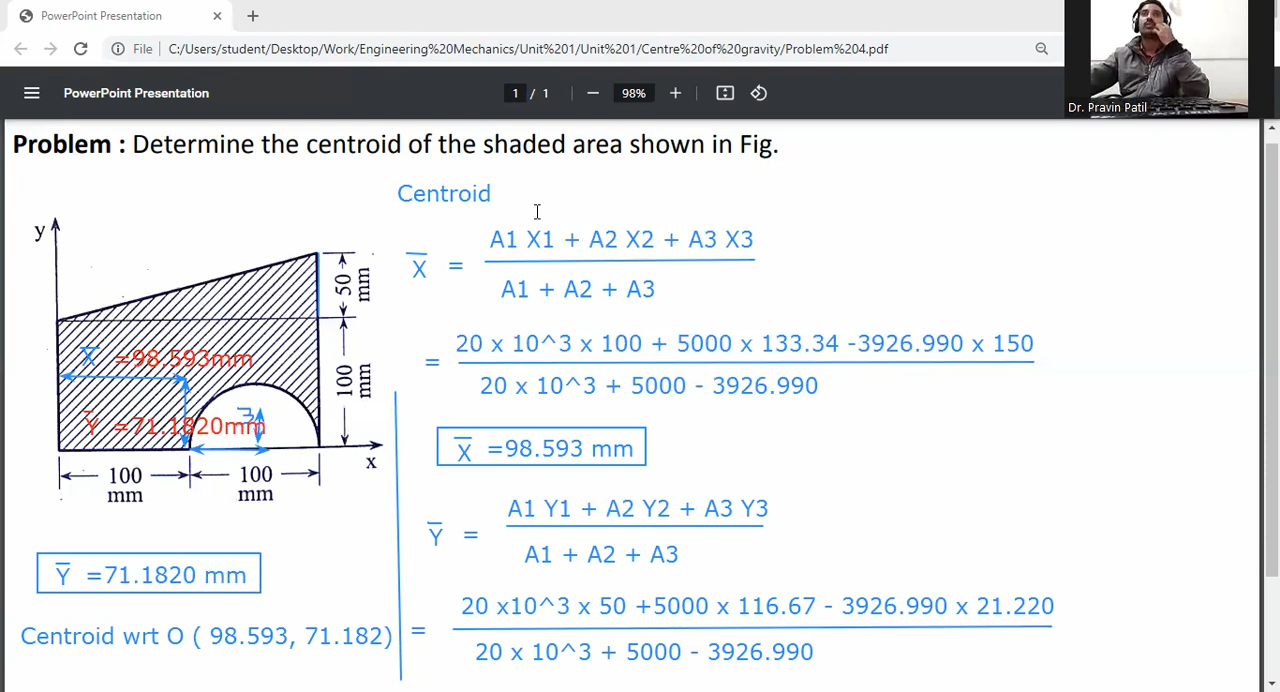 PowerPoint Presentation
File
C:/Users/student/Desktop/Work/Engineering%20Mechanics/Unit%201/Unit%201/Centre%20of%20gravity/Problem%204.pdf
Dr. Pravin Patil
PowerPoint Presentation
1 / 1
98%
Problem : Determine the centroid of the shaded area shown in Fig.
Centroid
X̅ = A1 X1 + A2 X2 + A3 X3
A1 + A2 + A3
= 20 x 10^3 x 100 + 5000 x 133.34 -3926.990 x 150
20 x 10^3 + 5000 - 3926.990
X̅ =98.593 mm
Y̅ = A1 Y1 + A2 Y2 + A3 Y3
A1 + A2 + A3
= 20 x10^3 x 50 +5000 x 116.67 - 3926.990 x 21.220
20 x 10^3 + 5000 - 3926.990
y
50
mm
100
mm
X̅ =98.593mm
Y̅ =71.1820mm
x
100
mm
100
mm
Y̅ =71.1820 mm
Centroid wrt O ( 98.593, 71.182)